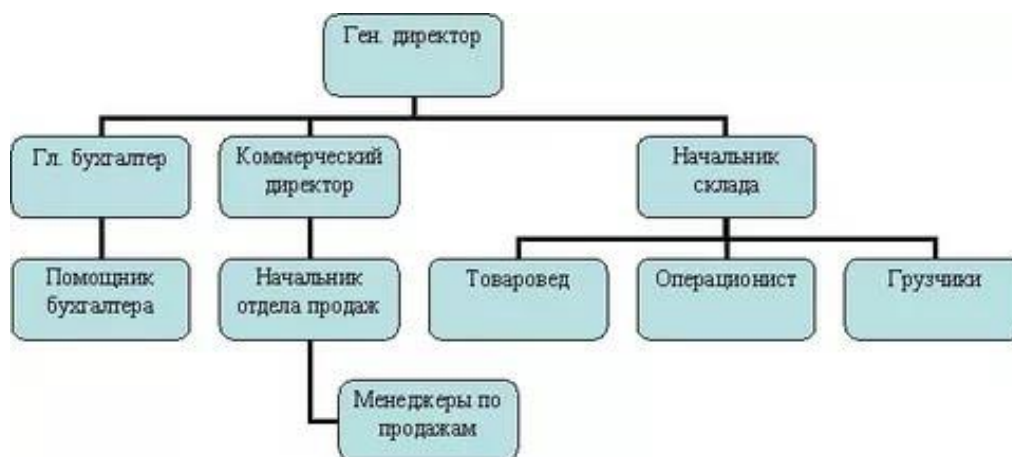 Ген. директор
Гл. бухгалтер
Коммерческий
директор
Начальник
склада
Помощник
бухгалтера
Начальник
отдела продаж
Товаровед
Операционист
Грузчики
Менеджеры по
продажам